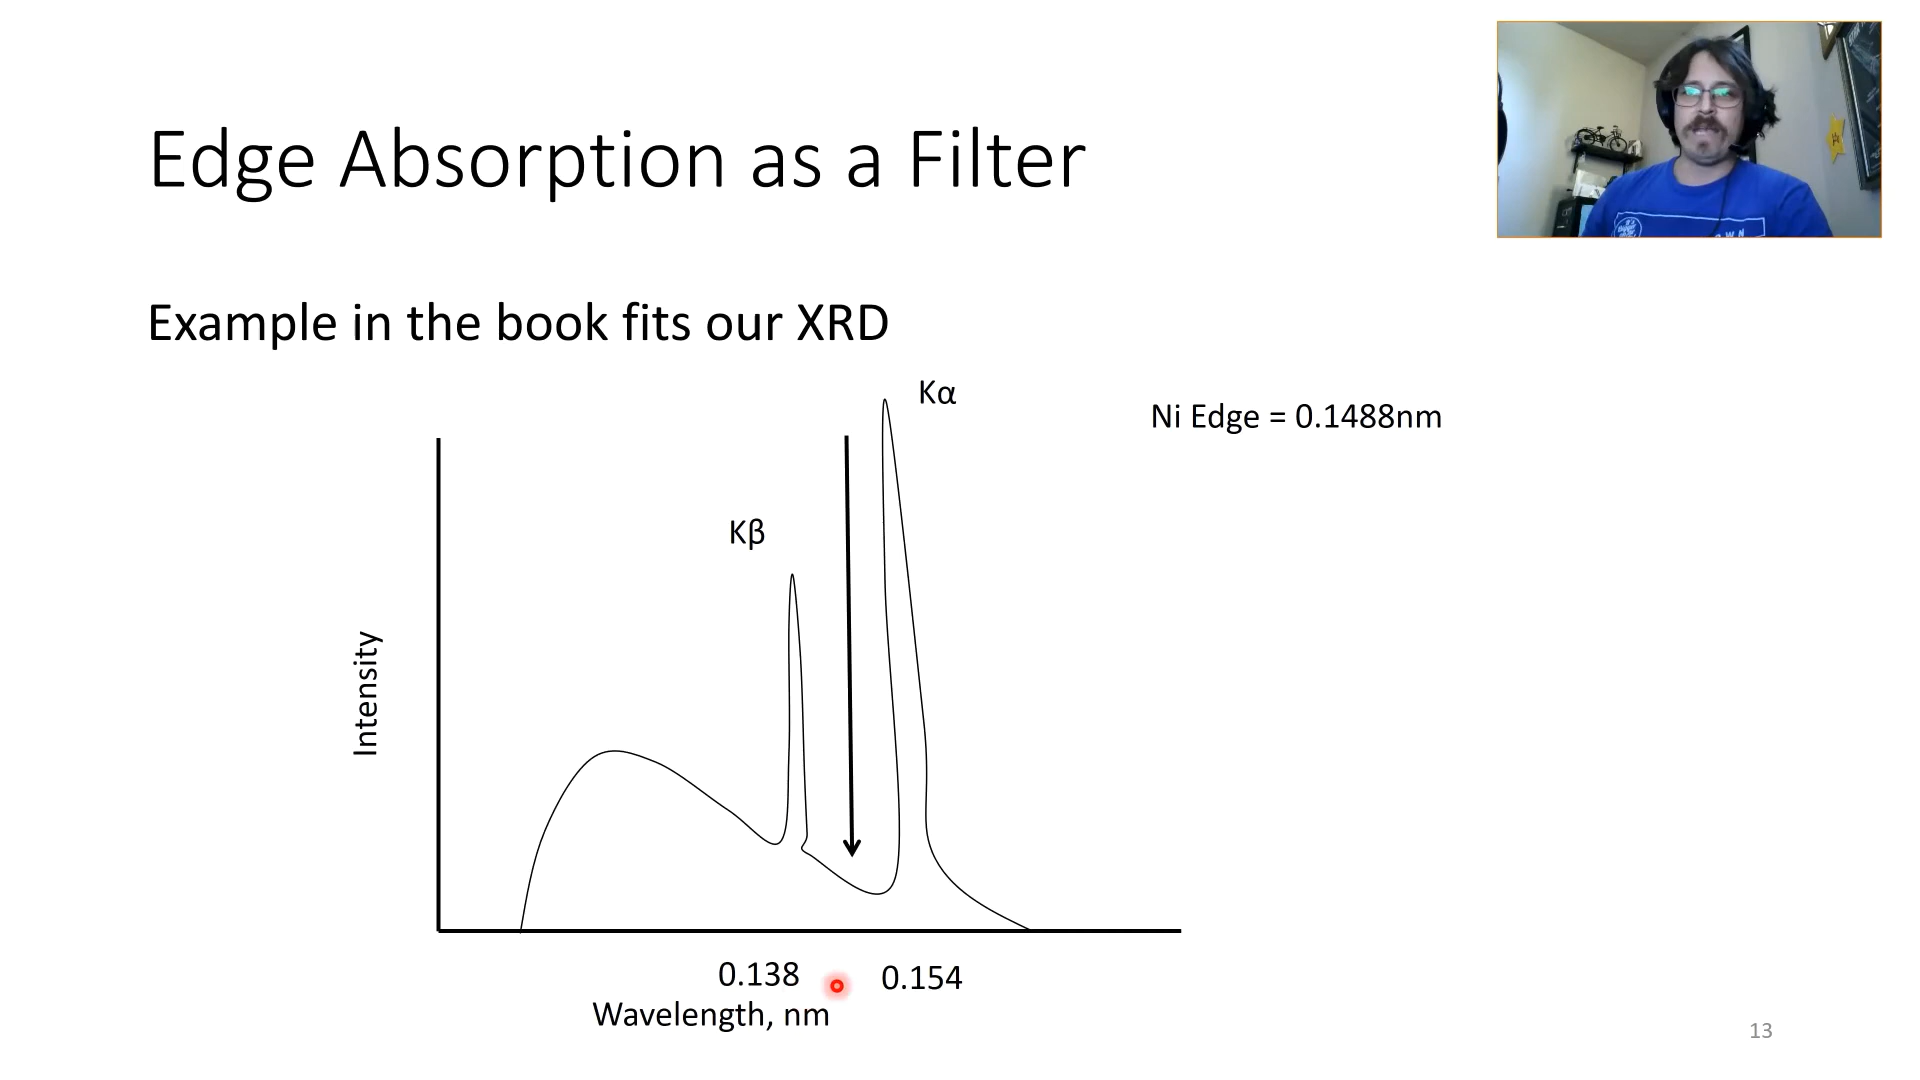 Edge Absorption as a Filter
Example in the book fits our XRD
Kα
Ni Edge = 0.1488nm
Kβ
Intensity
0.138
0.154
Wavelength, nm
13